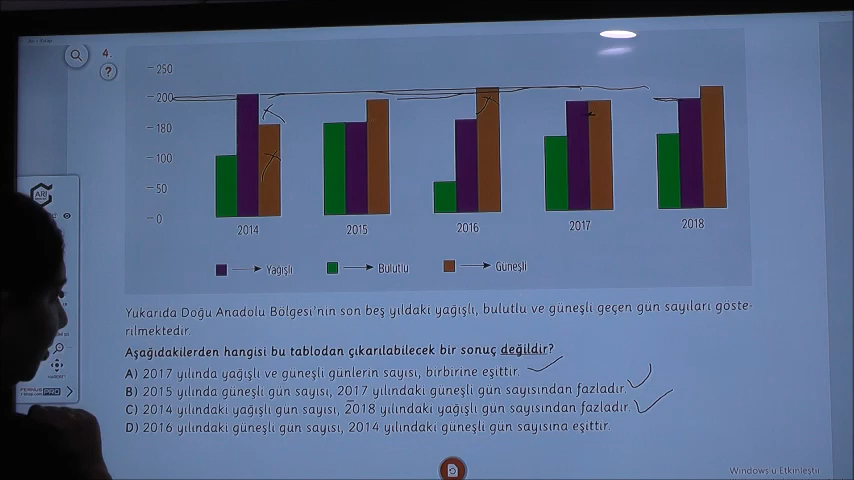 4.
?
250
200
180
100
50
0
2014
2015
2016
2017
2018
Yağışlı
Bulutlu
Güneşli
Yukarıda Doğu Anadolu Bölgesi'nin son beş yıldaki yağışlı, bulutlu ve güneşli geçen gün sayıları göste-
rilmektedir.
Aşağıdakilerden hangisi bu tablodan çıkarılabilecek bir sonuç değildir?
A) 2017 yılında yağışlı ve güneşli günlerin sayısı, birbirine eşittir.
B) 2015 yılında güneşli gün sayısı, 2017 yılındaki güneşli gün sayısından fazladır.
C) 2014 yılındaki yağışlı gün sayısı, 2018 yılındaki yağışlı gün sayısından fazladır.
D) 2016 yılındaki güneşli gün sayısı, 2014 yılındaki güneşli gün sayısına eşittir.
ARI
PRO
Windows'u Etkinleştir